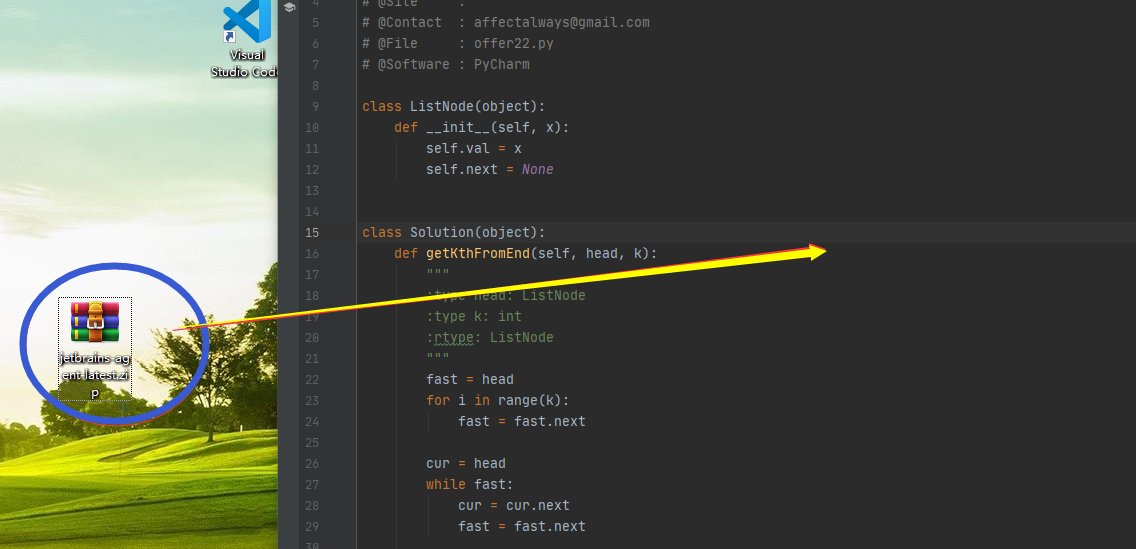 Visual
Studio Code
jetbrains-ag
ent-latest.zi
p
4 # @Site :
5 # @Contact : affectalways@gmail.com
6 # @File : offer22.py
7 # @Software : PyCharm
8
9 class ListNode(object):
10 def __init__(self, x):
11 self.val = x
12 self.next = None
13
14
15 class Solution(object):
16 def getKthFromEnd(self, head, k):
17 """
18 :type head: ListNode
19 :type k: int
20 :rtype: ListNode
21 """
22 fast = head
23 for i in range(k):
24 fast = fast.next
25
26 cur = head
27 while fast:
28 cur = cur.next
29 fast = fast.next
30